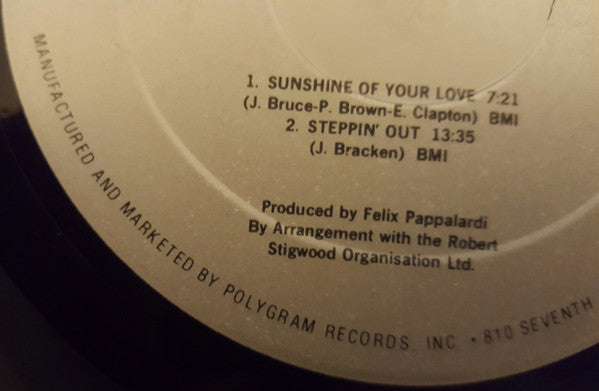 1. SUNSHINE OF YOUR LOVE 7:21
(J. Bruce-P. Brown-E. Clapton) BMI
2. STEPPIN' OUT 13:35
(J. Bracken) BMI
Produced by Felix Pappalardi
By Arrangement with the Robert
Stigwood Organisation Ltd.
MANUFACTURED AND MARKETED BY POLYGRAM RECORDS, INC. • 810 SEVENTH